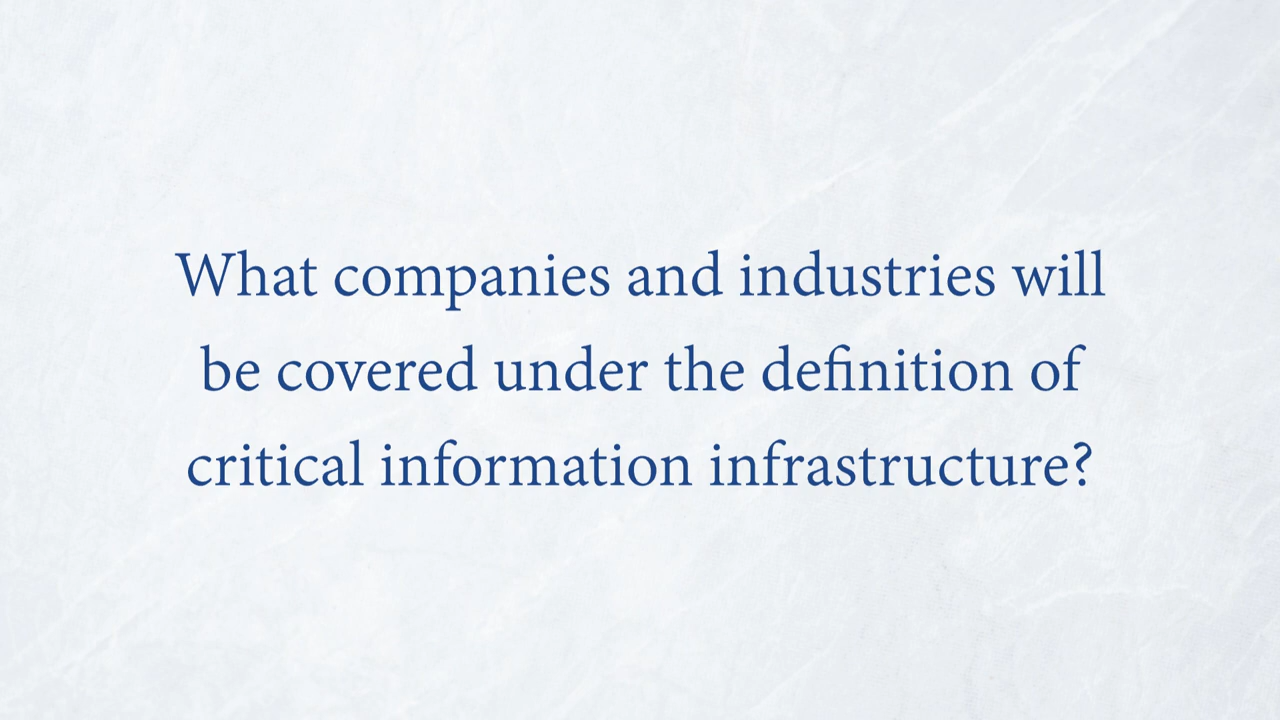 What companies and industries will
be covered under the definition of
critical information infrastructure?